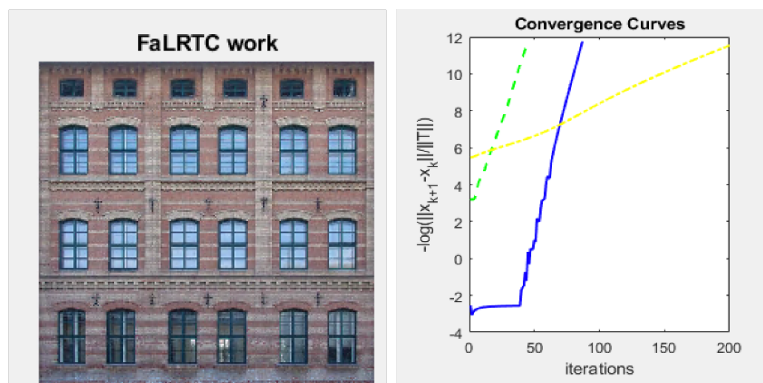 FaLRTC work
Convergence Curves
-log(||x_{k+1}-x_k||/||T||)
12
10
8
6
4
2
0
-2
-4
0 50 100 150 200
iterations